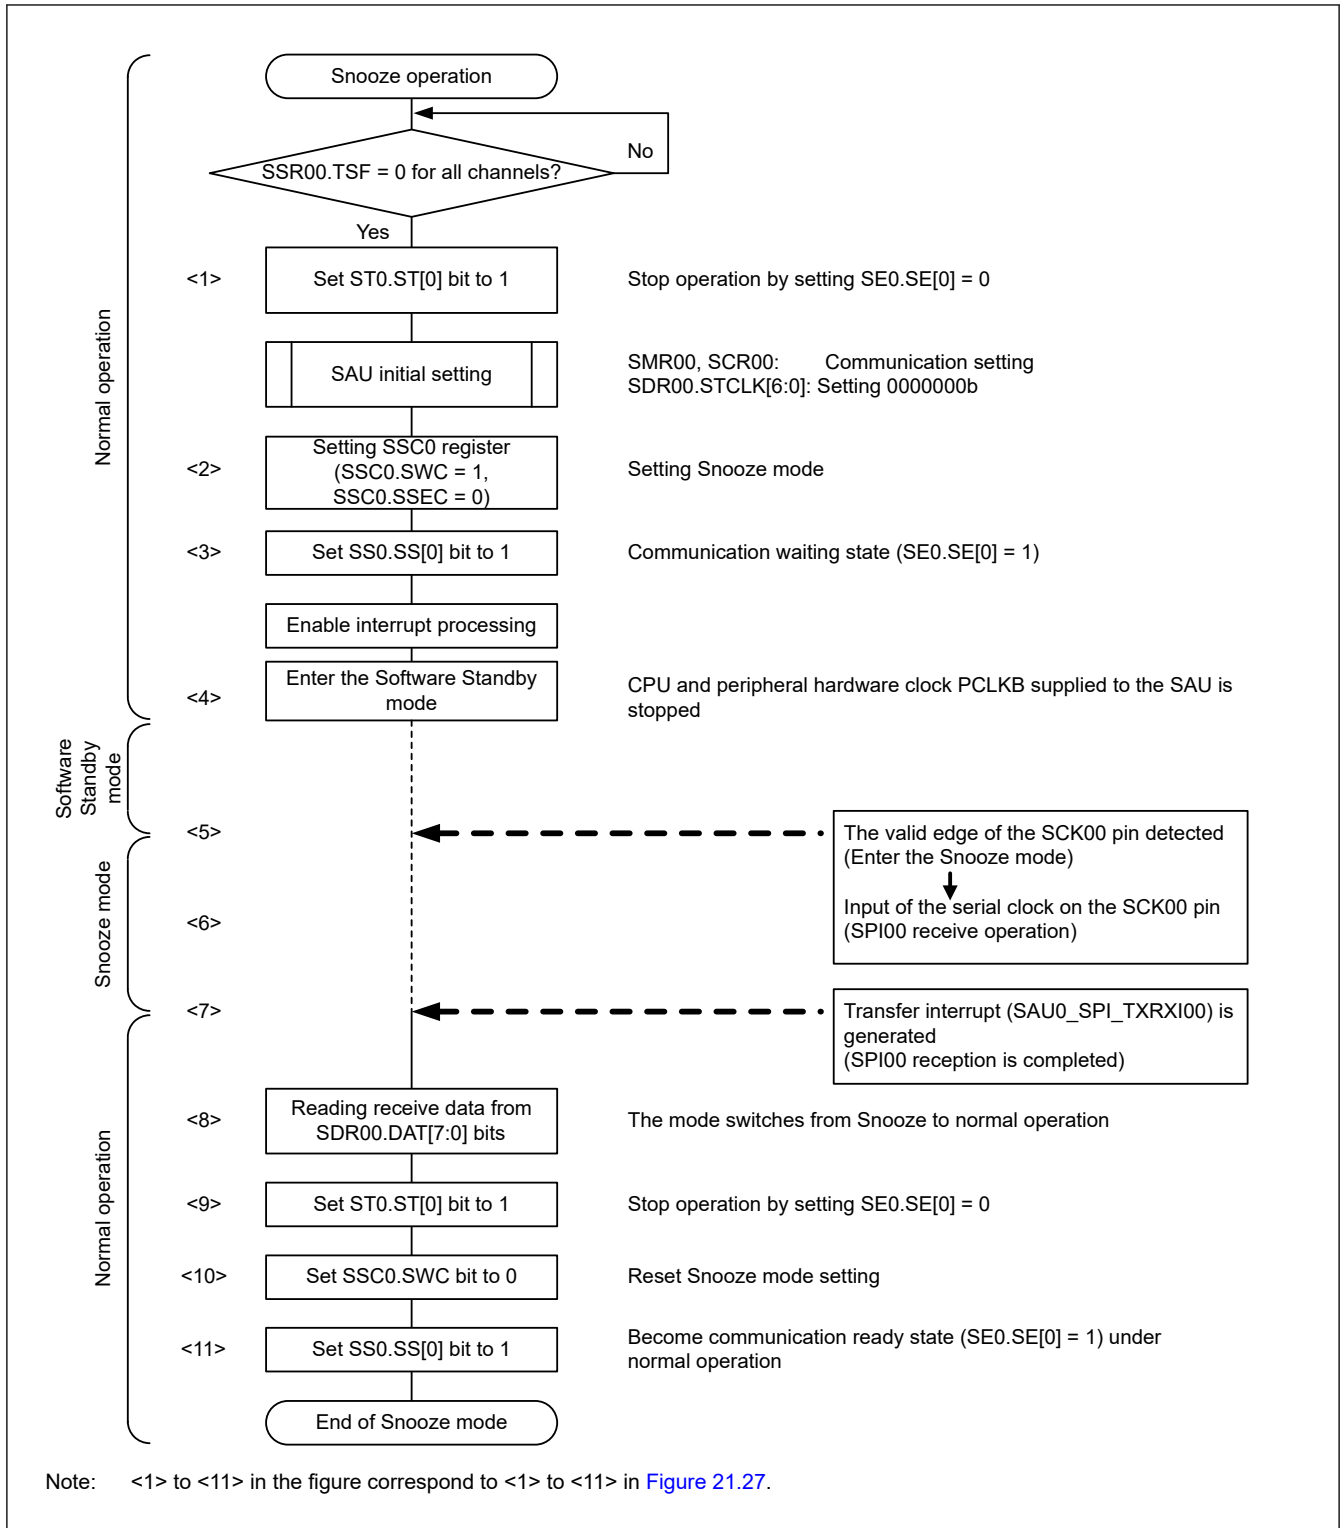 Snooze operation
SSR00.TSF = 0 for all channels?
No
Yes
<1>
Set ST0.ST[0] bit to 1
Stop operation by setting SE0.SE[0] = 0
SAU initial setting
SMR00, SCR00: Communication setting
SDR00.STCLK[6:0]: Setting 0000000b
<2>
Setting SSC0 register
(SSC0.SWC = 1,
SSC0.SSEC = 0)
Setting Snooze mode
<3>
Set SS0.SS[0] bit to 1
Communication waiting state (SE0.SE[0] = 1)
Enable interrupt processing
<4>
Enter the Software Standby
mode
CPU and peripheral hardware clock PCLKB supplied to the SAU is
stopped
Normal operation
Software
Standby
mode
<5>
The valid edge of the SCK00 pin detected
(Enter the Snooze mode)
Input of the serial clock on the SCK00 pin
(SPI00 receive operation)
<6>
Snooze mode
<7>
Transfer interrupt (SAU0_SPI_TXRXI00) is
generated
(SPI00 reception is completed)
<8>
Reading receive data from
SDR00.DAT[7:0] bits
The mode switches from Snooze to normal operation
<9>
Set ST0.ST[0] bit to 1
Stop operation by setting SE0.SE[0] = 0
<10>
Set SSC0.SWC bit to 0
Reset Snooze mode setting
<11>
Set SS0.SS[0] bit to 1
Become communication ready state (SE0.SE[0] = 1) under
normal operation
Normal operation
End of Snooze mode
Note: <1> to <11> in the figure correspond to <1> to <11> in Figure 21.27.